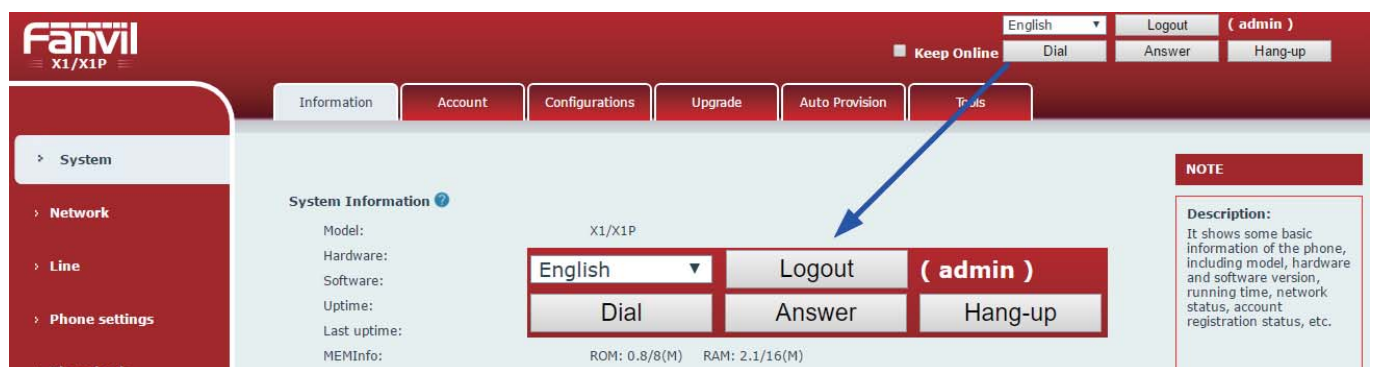 Fanvil
X1/X1P
English Logout ( admin )
Keep Online Dial Answer Hang-up
Information Account Configurations Upgrade Auto Provision Tools
System
Network
Line
Phone settings
System Information ?
Model: X1/X1P
Hardware:
Software:
Uptime:
Last uptime:
MEMInfo: ROM: 0.8/8(M) RAM: 2.1/16(M)
English Logout ( admin )
Dial Answer Hang-up
NOTE
Description:
It shows some basic
information of the phone,
including model, hardware
and software version,
running time, network
status, account
registration status, etc.